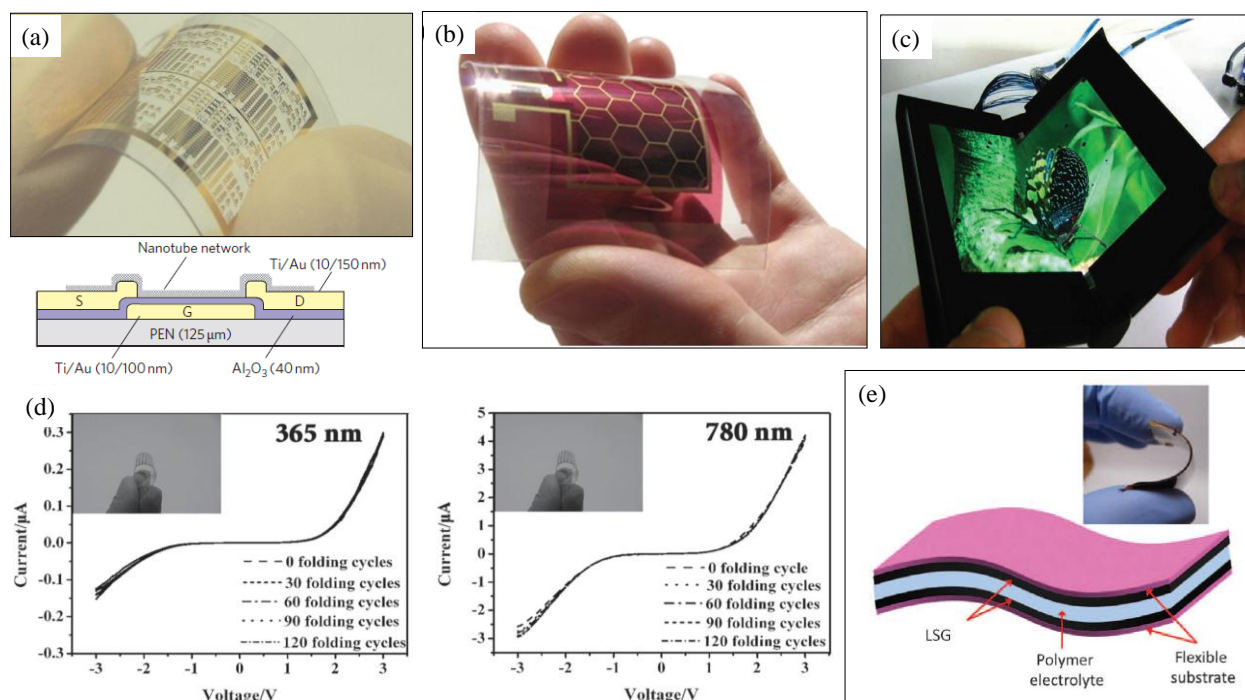 (a)
Nanotube network
Ti/Au (10/150 nm)
S
G
D
PEN (125 µm)
Ti/Au (10/100 nm)
Al₂O₃ (40 nm)
(b)
(c)
(d)
365 nm
0.3
0.2
0.1
0.0
-0.1
-0.2
-0.3
Current/µA
0 folding cycles
30 folding cycles
60 folding cycles
90 folding cycles
120 folding cycles
-3 -2 -1 0 1 2 3
Voltage/V
780 nm
5
4
3
2
1
0
-1
-2
-3
Current/µA
0 folding cycle
30 folding cycles
60 folding cycles
90 folding cycles
120 folding cycles
-3 -2 -1 0 1 2 3
Voltage/V
(e)
LSG
Polymer
electrolyte
Flexible
substrate